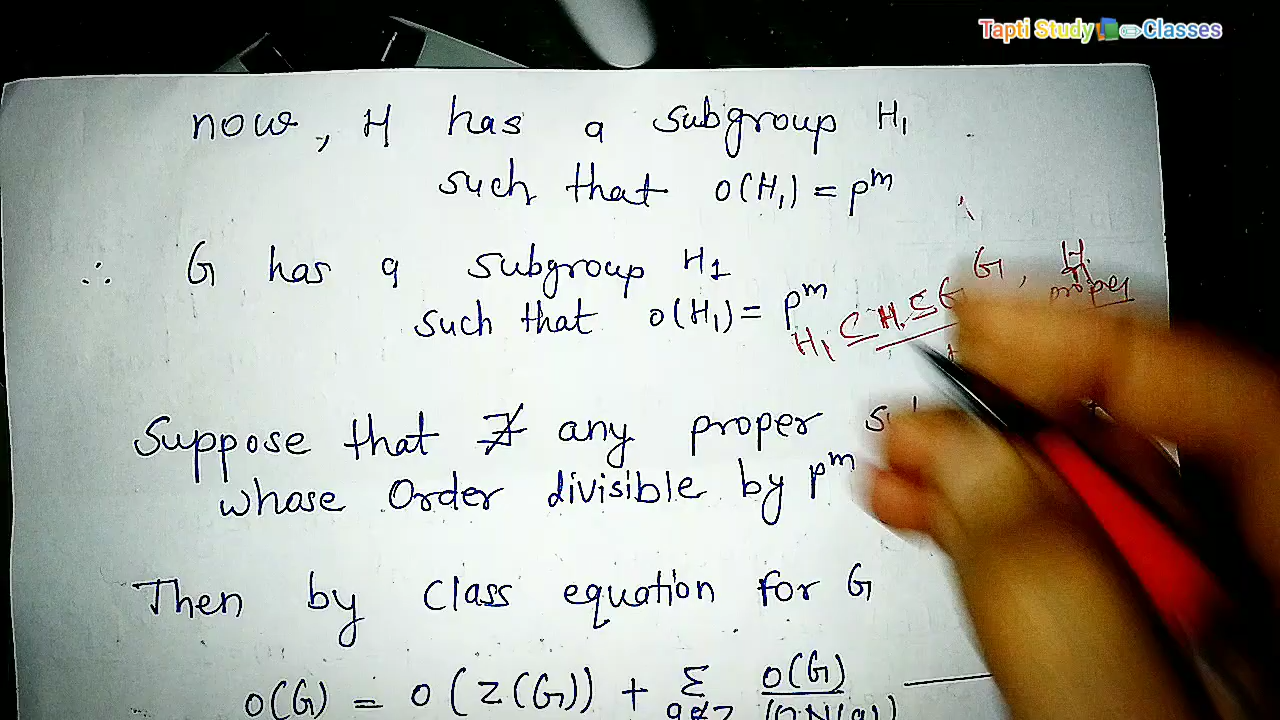 Tapti Study Classes
now, H has a subgroup H₁
such that o(H₁) = pᵐ
∴ G has a subgroup H₁
such that o(H₁) = pᵐ
H₁ ⊆ H ⊆ G
G, H
proper
Suppose that ∄ any proper
whose Order divisible by pᵐ
Then by class equation for G
o(G) = o(Z(G)) + Σ o(G)